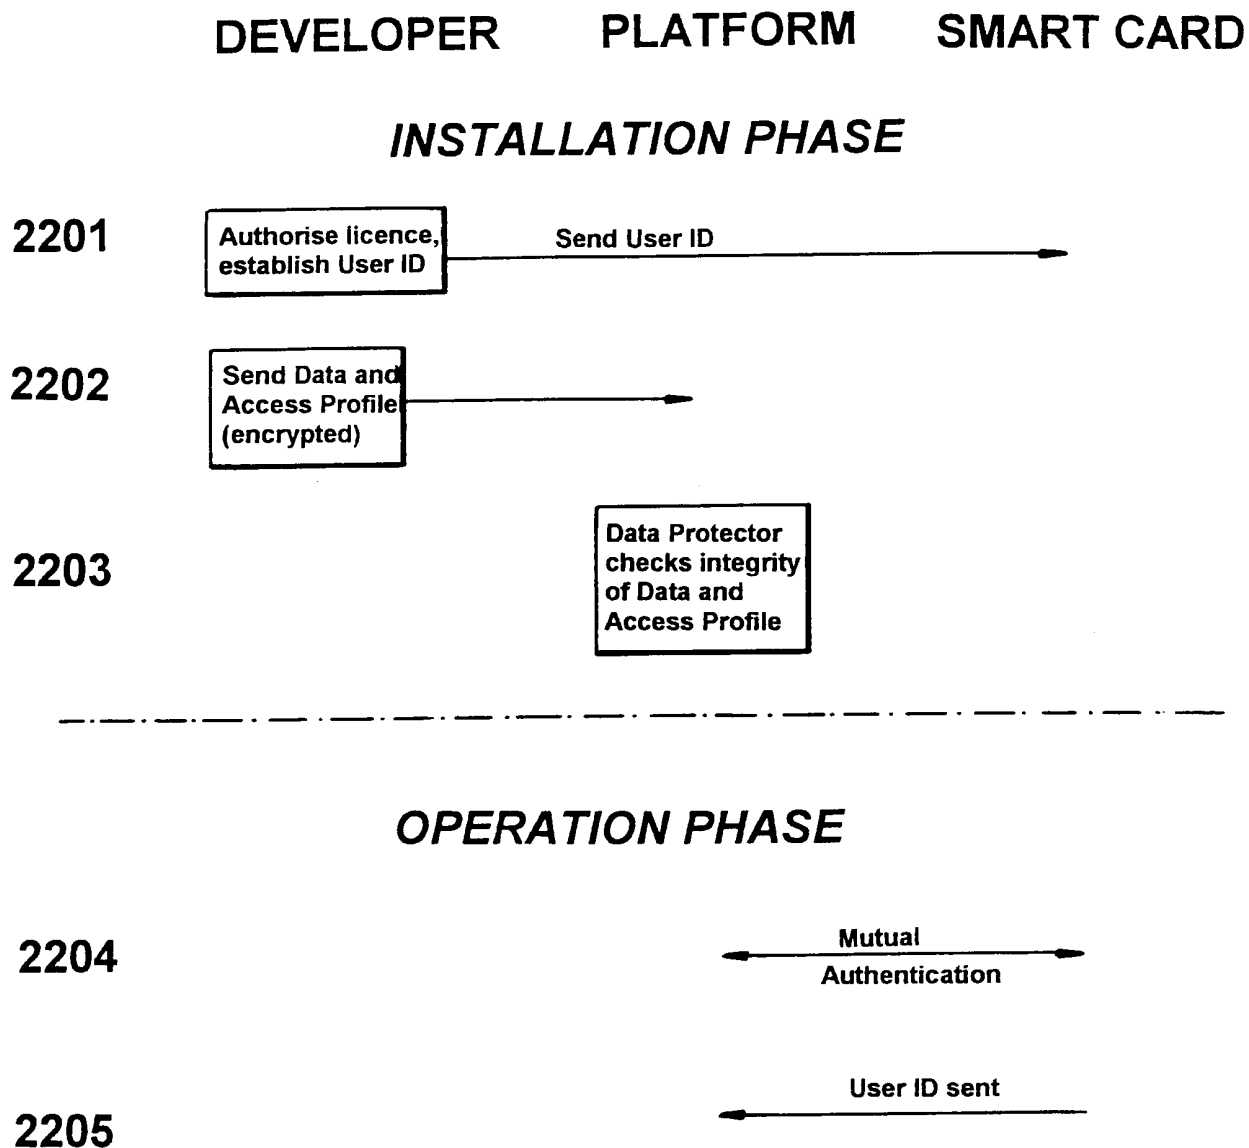 DEVELOPER PLATFORM SMART CARD
INSTALLATION PHASE
2201
Authorise licence,
establish User ID
Send User ID
2202
Send Data and
Access Profile
(encrypted)
2203
Data Protector
checks integrity
of Data and
Access Profile
OPERATION PHASE
2204
Mutual
Authentication
2205
User ID sent